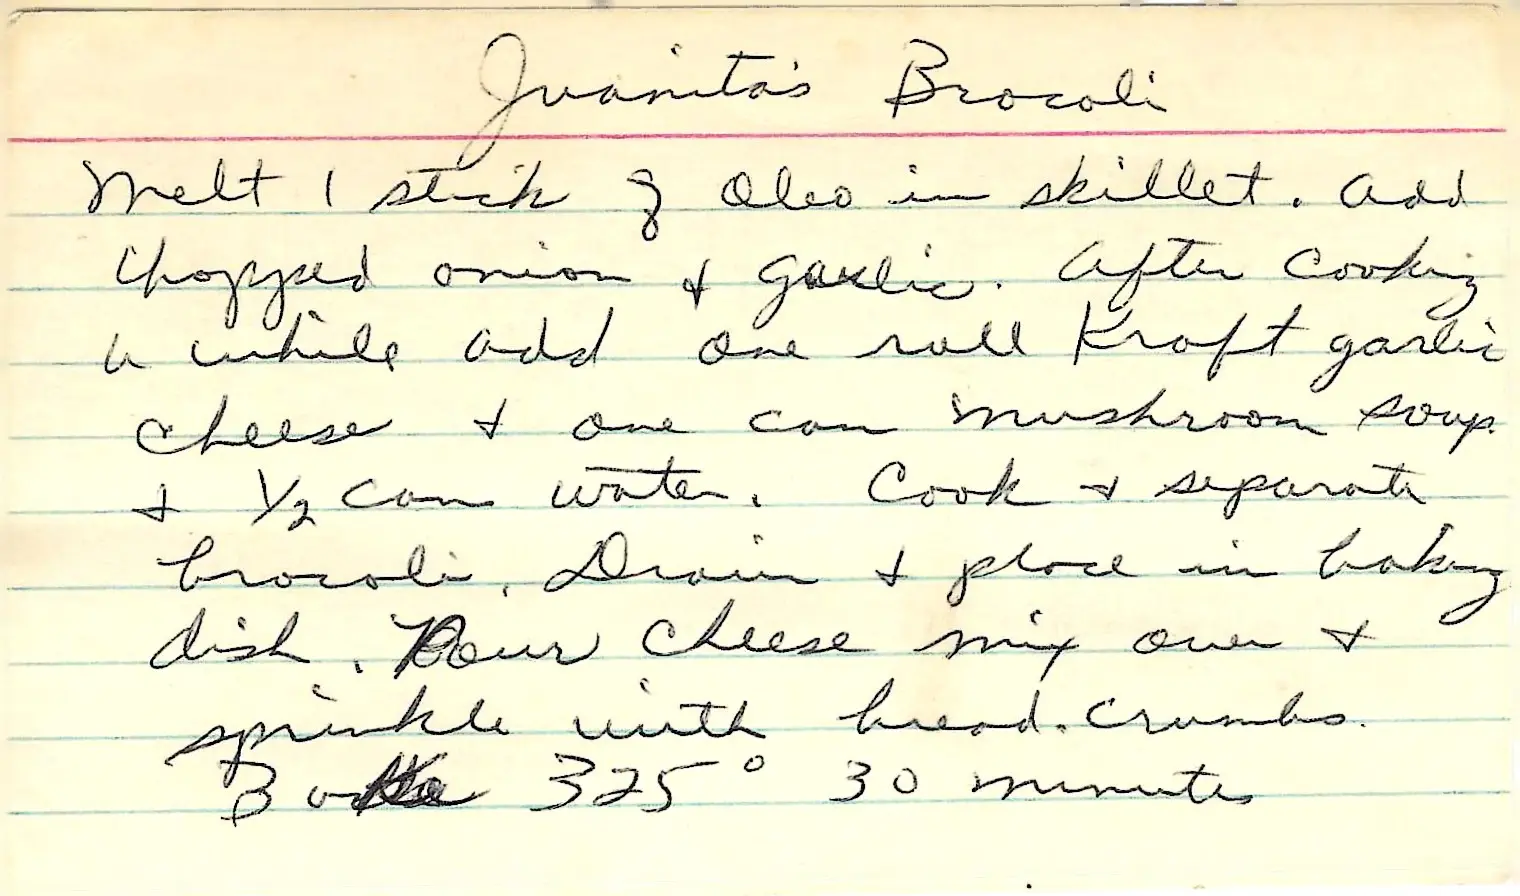 Juanita's Brocoli
Melt 1 stick of Oleo in skillet. Add
chopped onion & garlic. After cooking
a while add one roll Kraft garlic
cheese & one can mushroom soup
& 1/2 can water. Cook & separate
brocoli. Drain & place in baking
dish. Pour cheese mix over &
sprinkle with bread crumbs.
Bake 325° 30 minutes